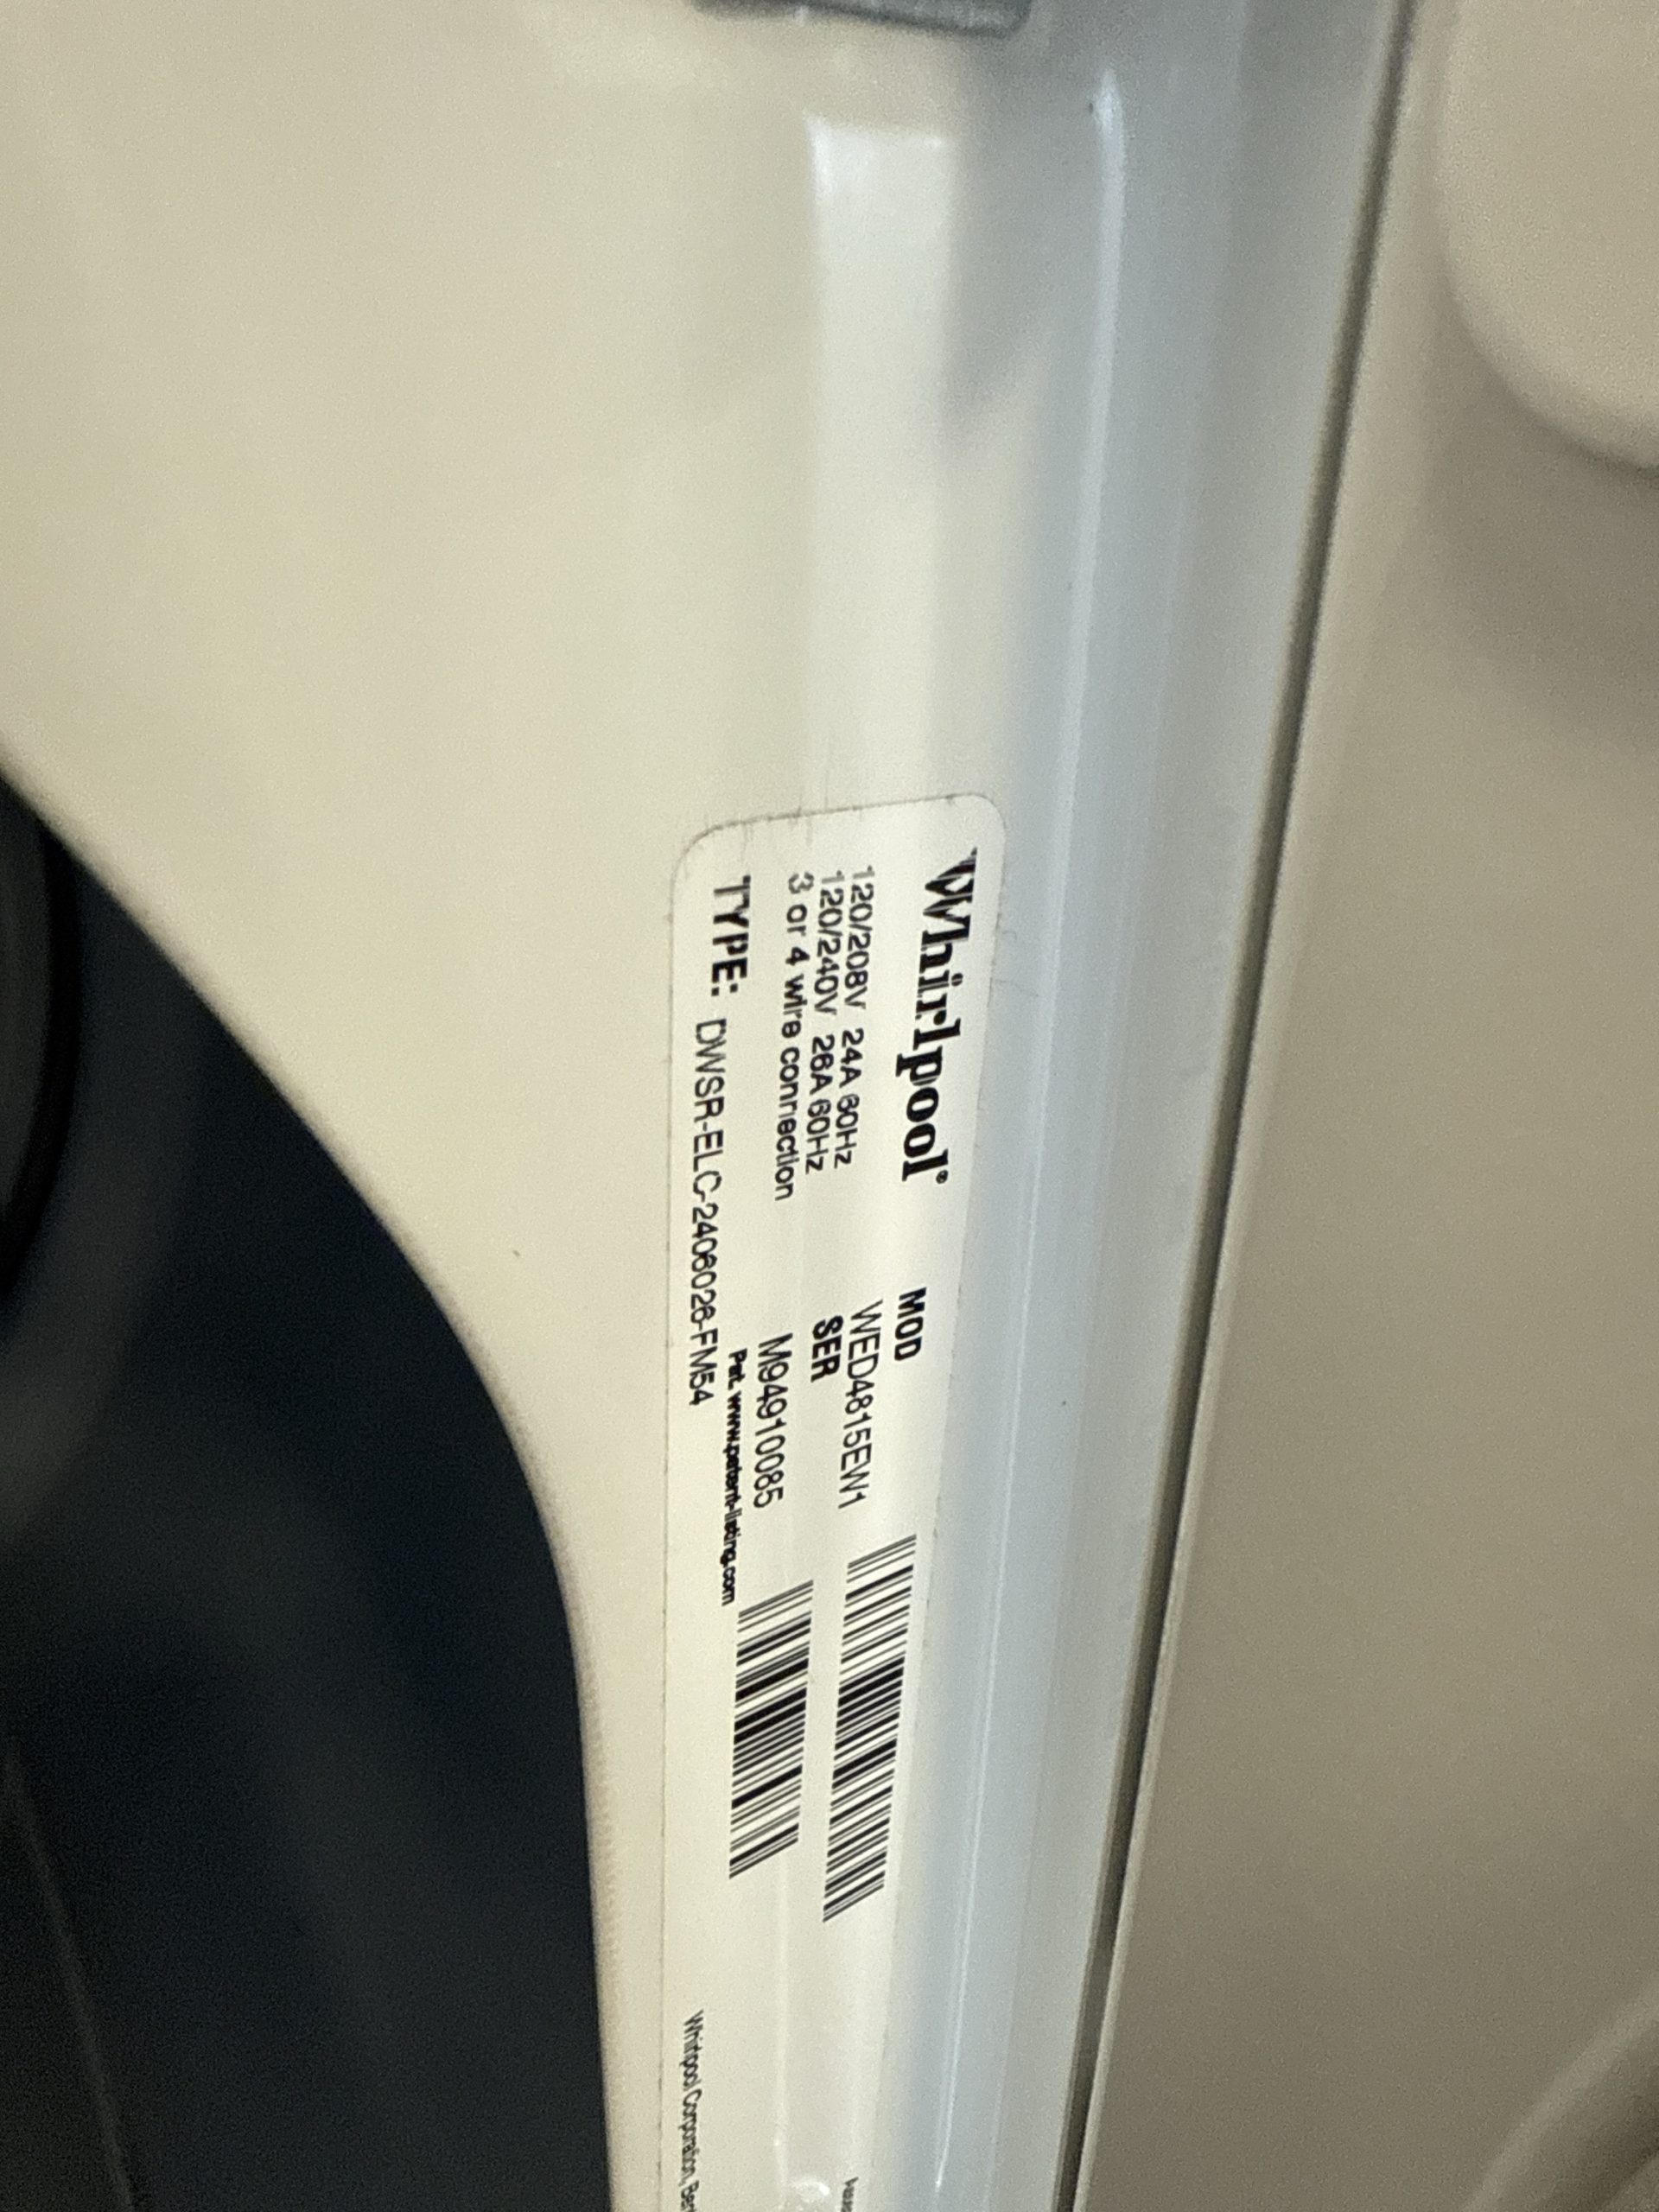 Whirlpool®
120/208V 24A 60Hz
120/240V 26A 60Hz
3 or 4 wire connection
TYPE: DWSR-ELC-2406026-FM54
MOD
WED4815EW1
SER
M94910085
Pat. www.patent-listing.com
Whirlpool Corporation,